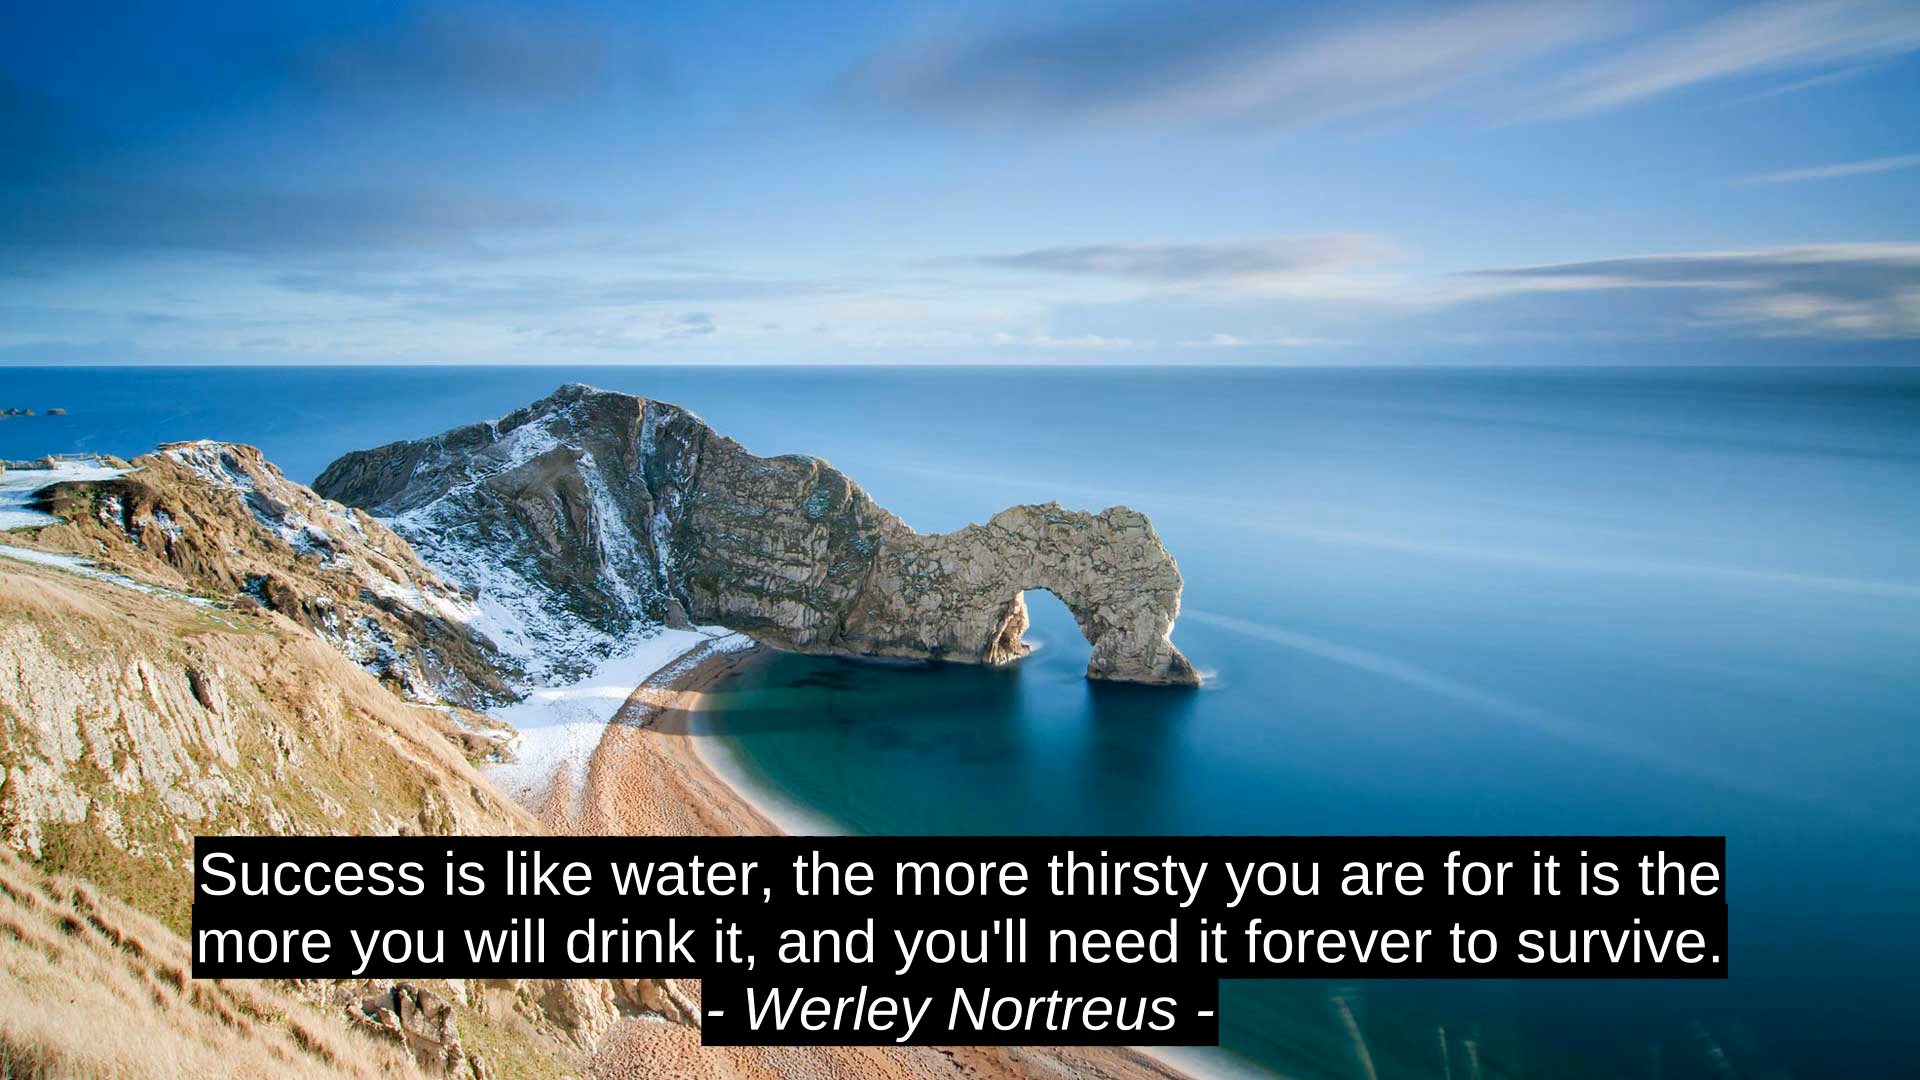 Success is like water, the more thirsty you are for it is the
more you will drink it, and you'll need it forever to survive.
- Werley Nortreus -